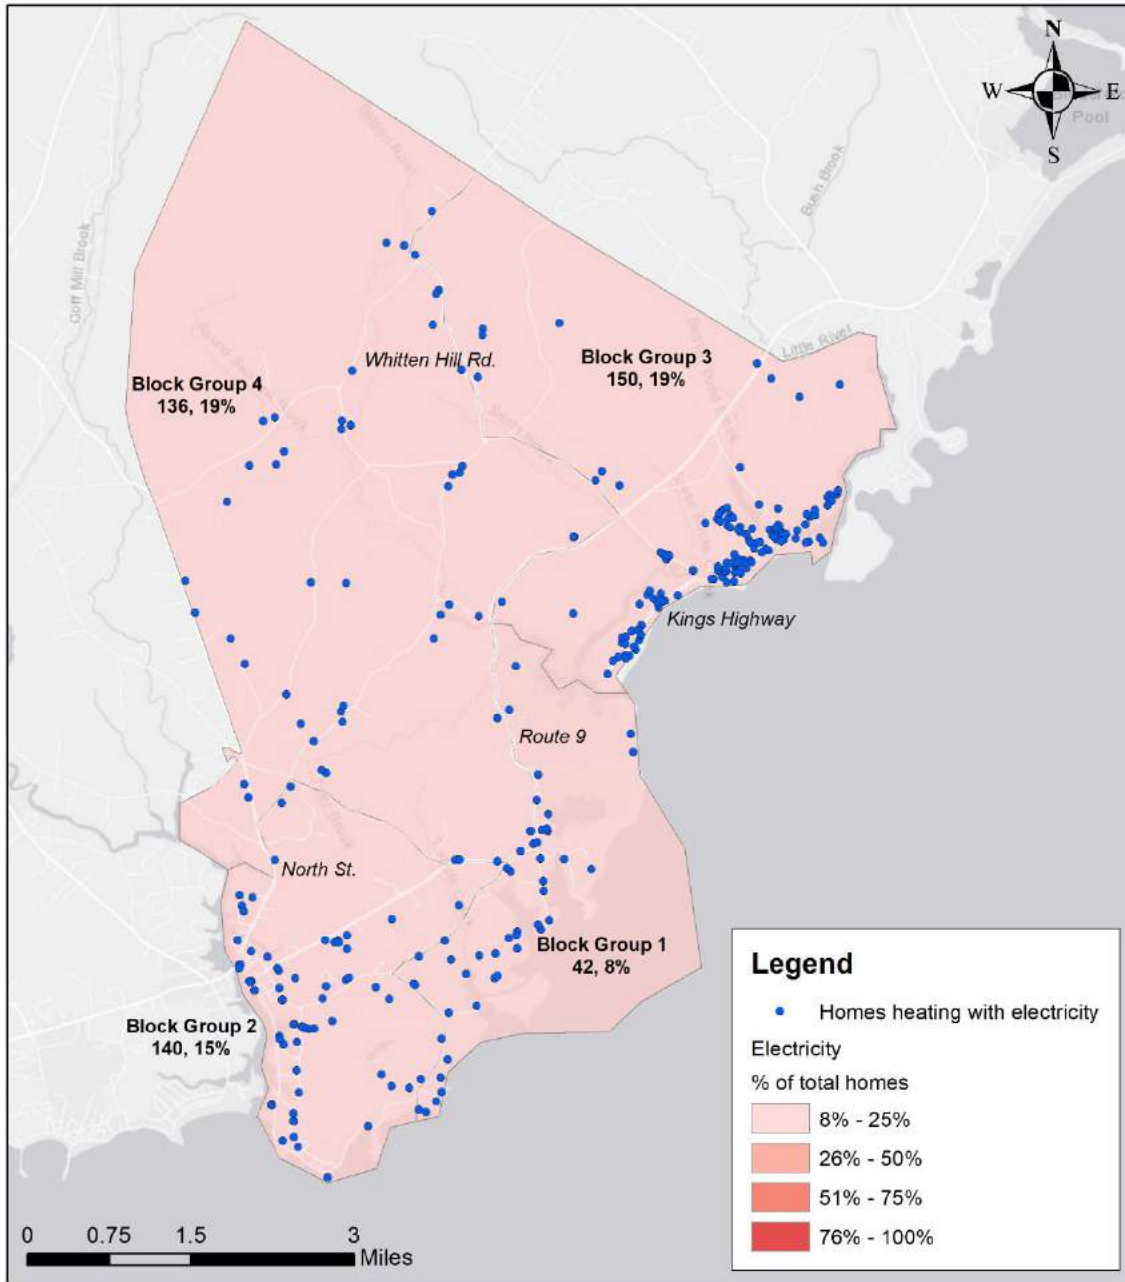 N
W
E
S
Pool
Goff Mill Brook
Little River
Block Group 3
150, 19%
Whitten Hill Rd.
Block Group 4
136, 19%
Kings Highway
Route 9
North St.
Block Group 1
42, 8%
Block Group 2
140, 15%
Legend
Homes heating with electricity
Electricity
% of total homes
8% - 25%
26% - 50%
51% - 75%
76% - 100%
0 0.75 1.5 3
Miles